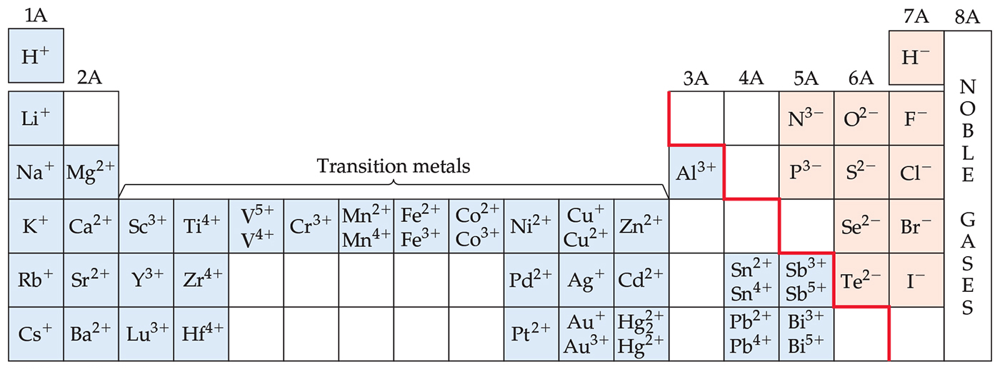 1A 7A 8A
H⁺ H⁻
2A 3A 4A 5A 6A
Li⁺ N³⁻ O²⁻ F⁻
Na⁺ Mg²⁺ Transition metals Al³⁺ P³⁻ S²⁻ Cl⁻
K⁺ Ca²⁺ Sc³⁺ Ti⁴⁺ V⁵⁺ V⁴⁺ Cr³⁺ Mn²⁺ Mn⁴⁺ Fe²⁺ Fe³⁺ Co²⁺ Co³⁺ Ni²⁺ Cu⁺ Cu²⁺ Zn²⁺ Se²⁻ Br⁻
Rb⁺ Sr²⁺ Y³⁺ Zr⁴⁺ Pd²⁺ Ag⁺ Cd²⁺ Sn²⁺ Sn⁴⁺ Sb³⁺ Sb⁵⁺ Te²⁻ I⁻
Cs⁺ Ba²⁺ Lu³⁺ Hf⁴⁺ Pt²⁺ Au⁺ Au³⁺ Hg₂²⁺ Hg²⁺ Pb²⁺ Pb⁴⁺ Bi³⁺ Bi⁵⁺
NOBLE GASES